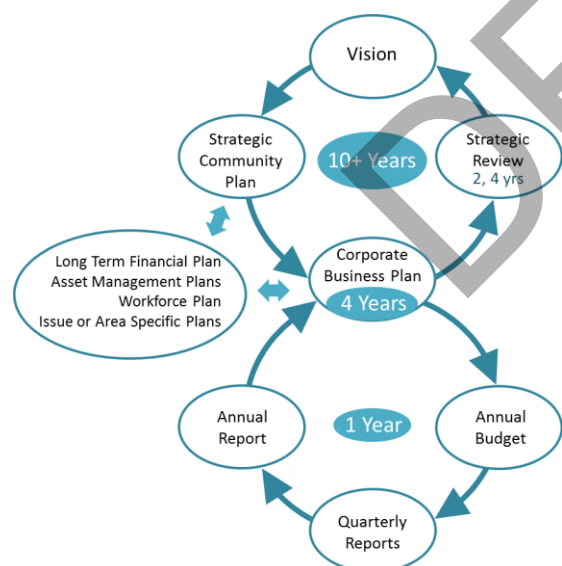 Vision
Strategic
Community
Plan
10+ Years
Strategic
Review
2, 4 yrs
Long Term Financial Plan
Asset Management Plans
Workforce Plan
Issue or Area Specific Plans
Corporate
Business Plan
4 Years
Annual
Report
1 Year
Annual
Budget
Quarterly
Reports